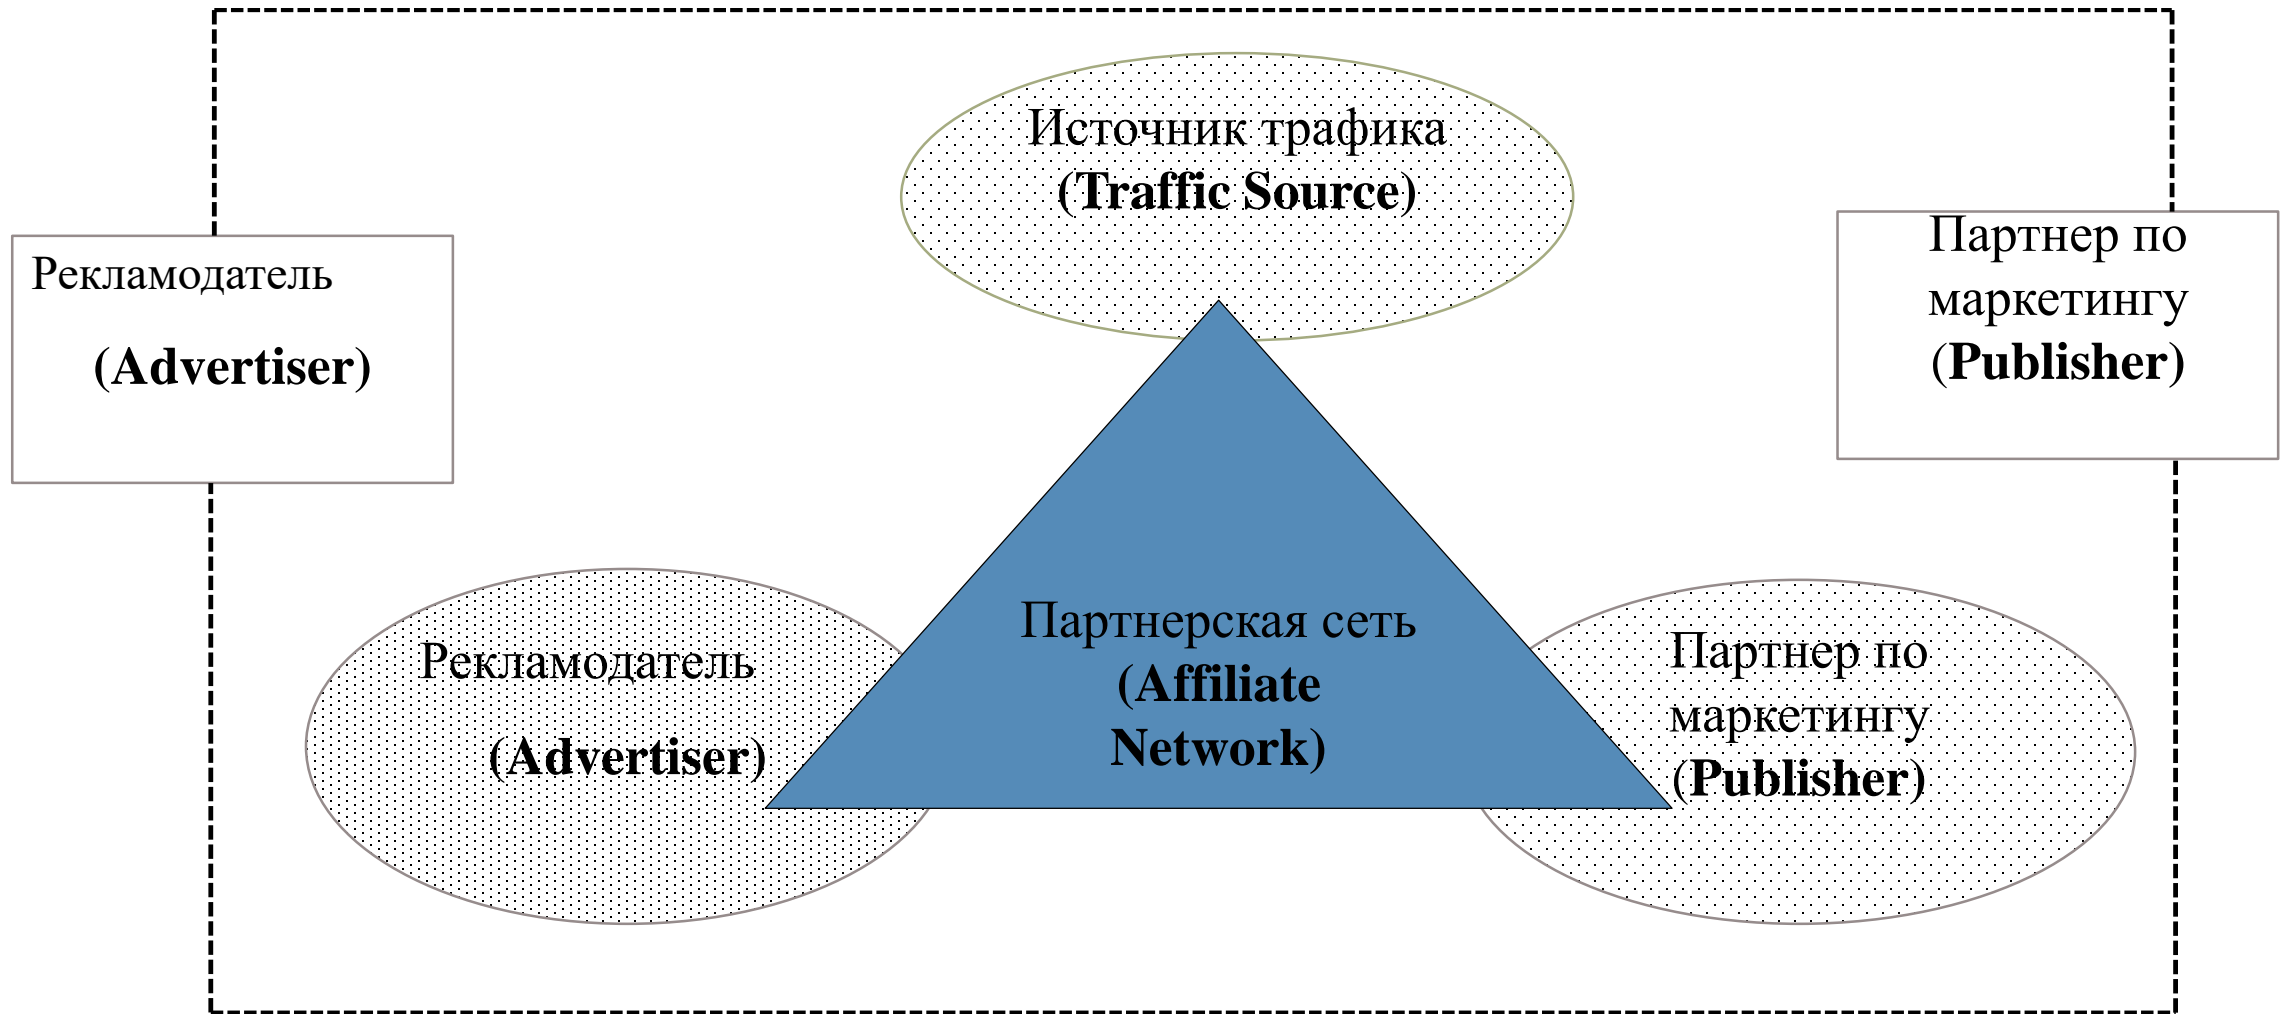 Источник трафика
(Traffic Source)
Рекламодатель
(Advertiser)
Партнер по
маркетингу
(Publisher)
Рекламодатель
(Advertiser)
Партнерская сеть
(Affiliate
Network)
Партнер по
маркетингу
(Publisher)